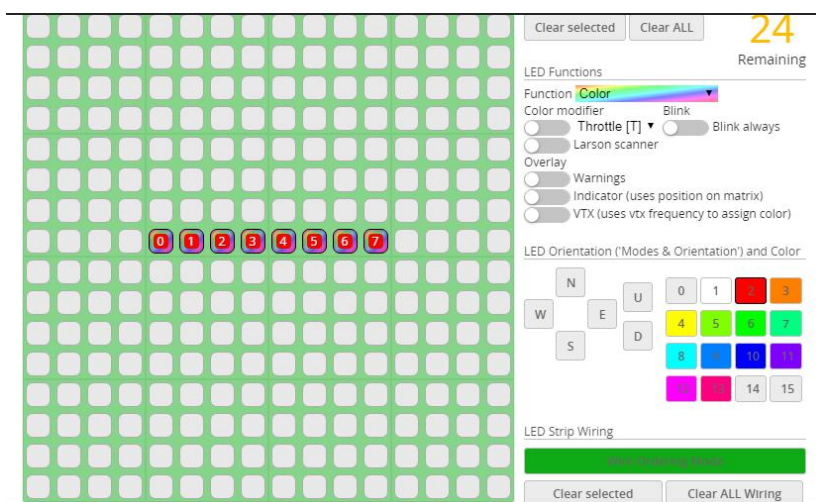 Clear selected Clear ALL 24
Remaining
LED Functions
Function Color
Color modifier Blink
Throttle [T] Blink always
Larson scanner
Overlay
Warnings
Indicator (uses position on matrix)
VTX (uses vtx frequency to assign color)
0 1 2 3 4 5 6 7
LED Orientation ('Modes & Orientation') and Color
N
U
W E
D
S
0 1 2 3
4 5 6 7
8 9 10 11
12 13 14 15
LED Strip Wiring
Wire Ordering Mode
Clear selected Clear ALL Wiring